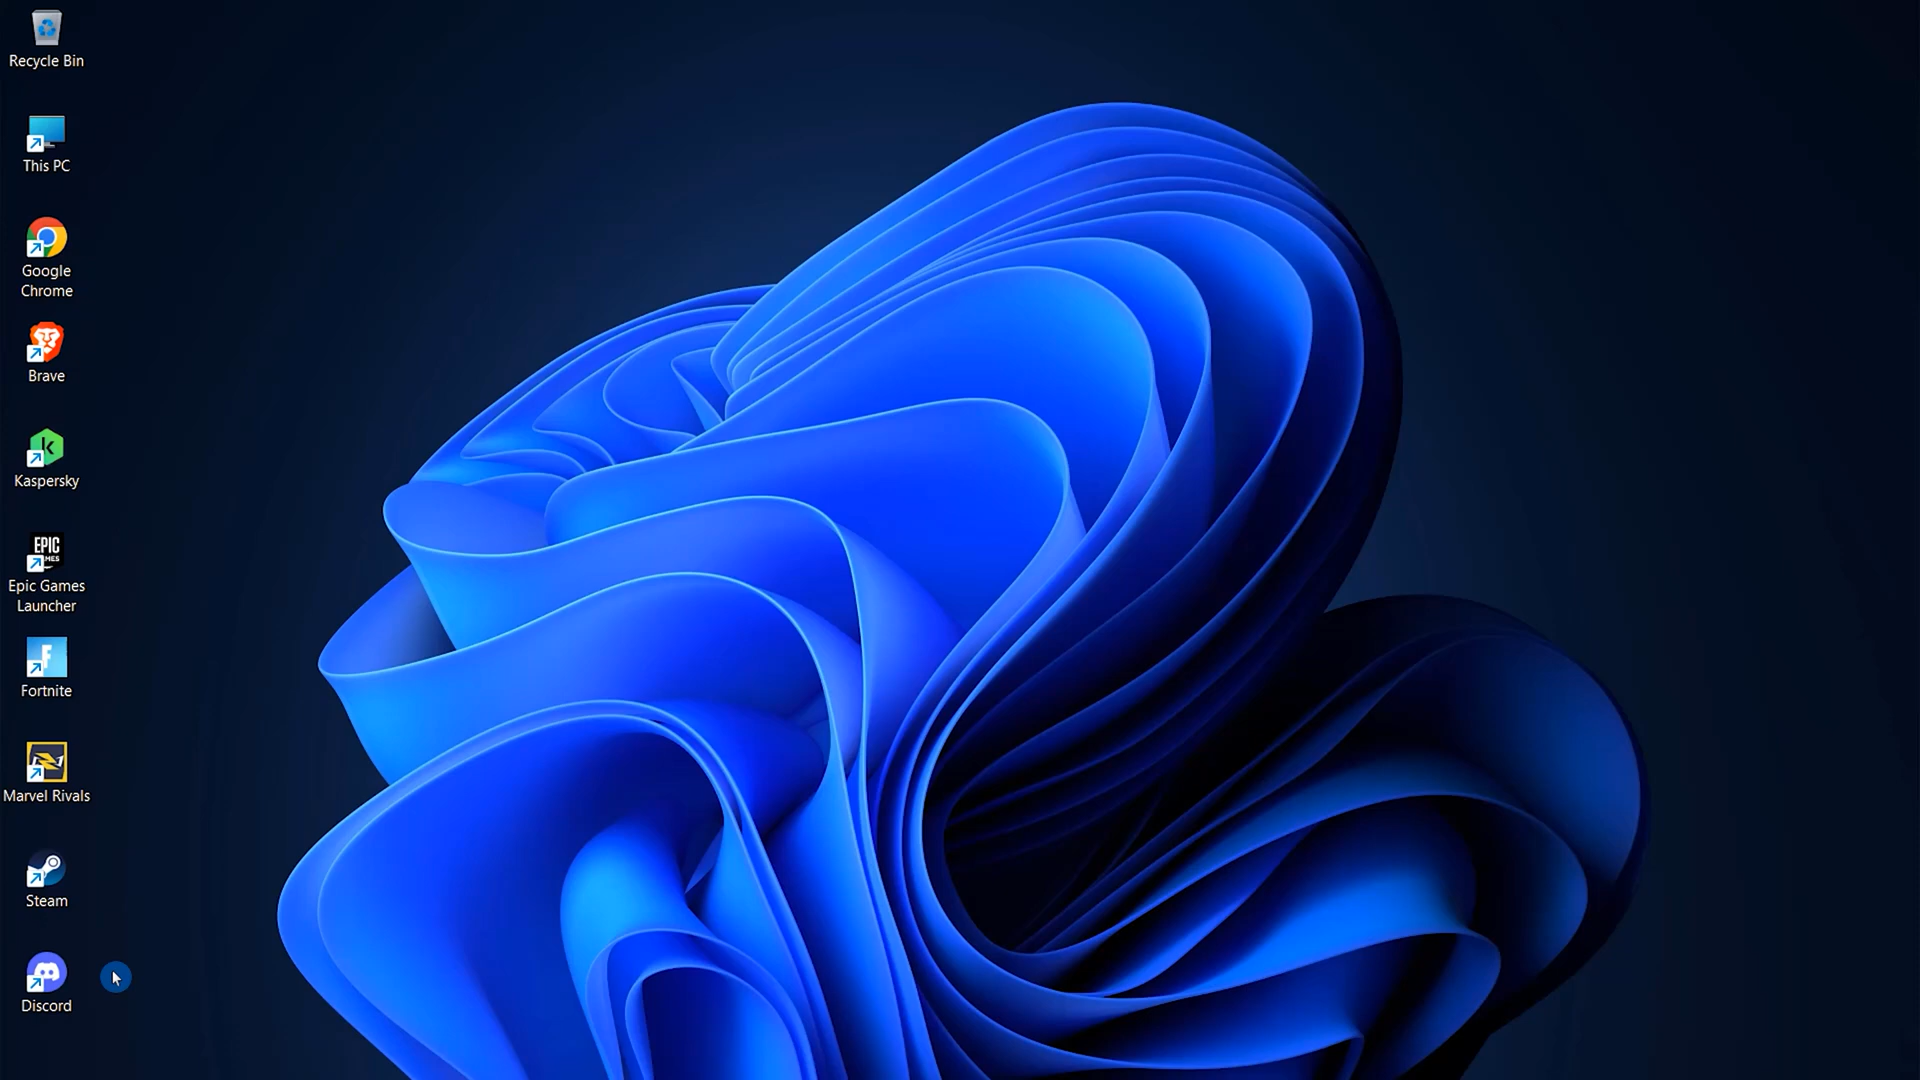 Recycle Bin
This PC
Google
Chrome
Brave
Kaspersky
EPIC
Epic Games
Launcher
Fortnite
Marvel Rivals
Steam
Discord